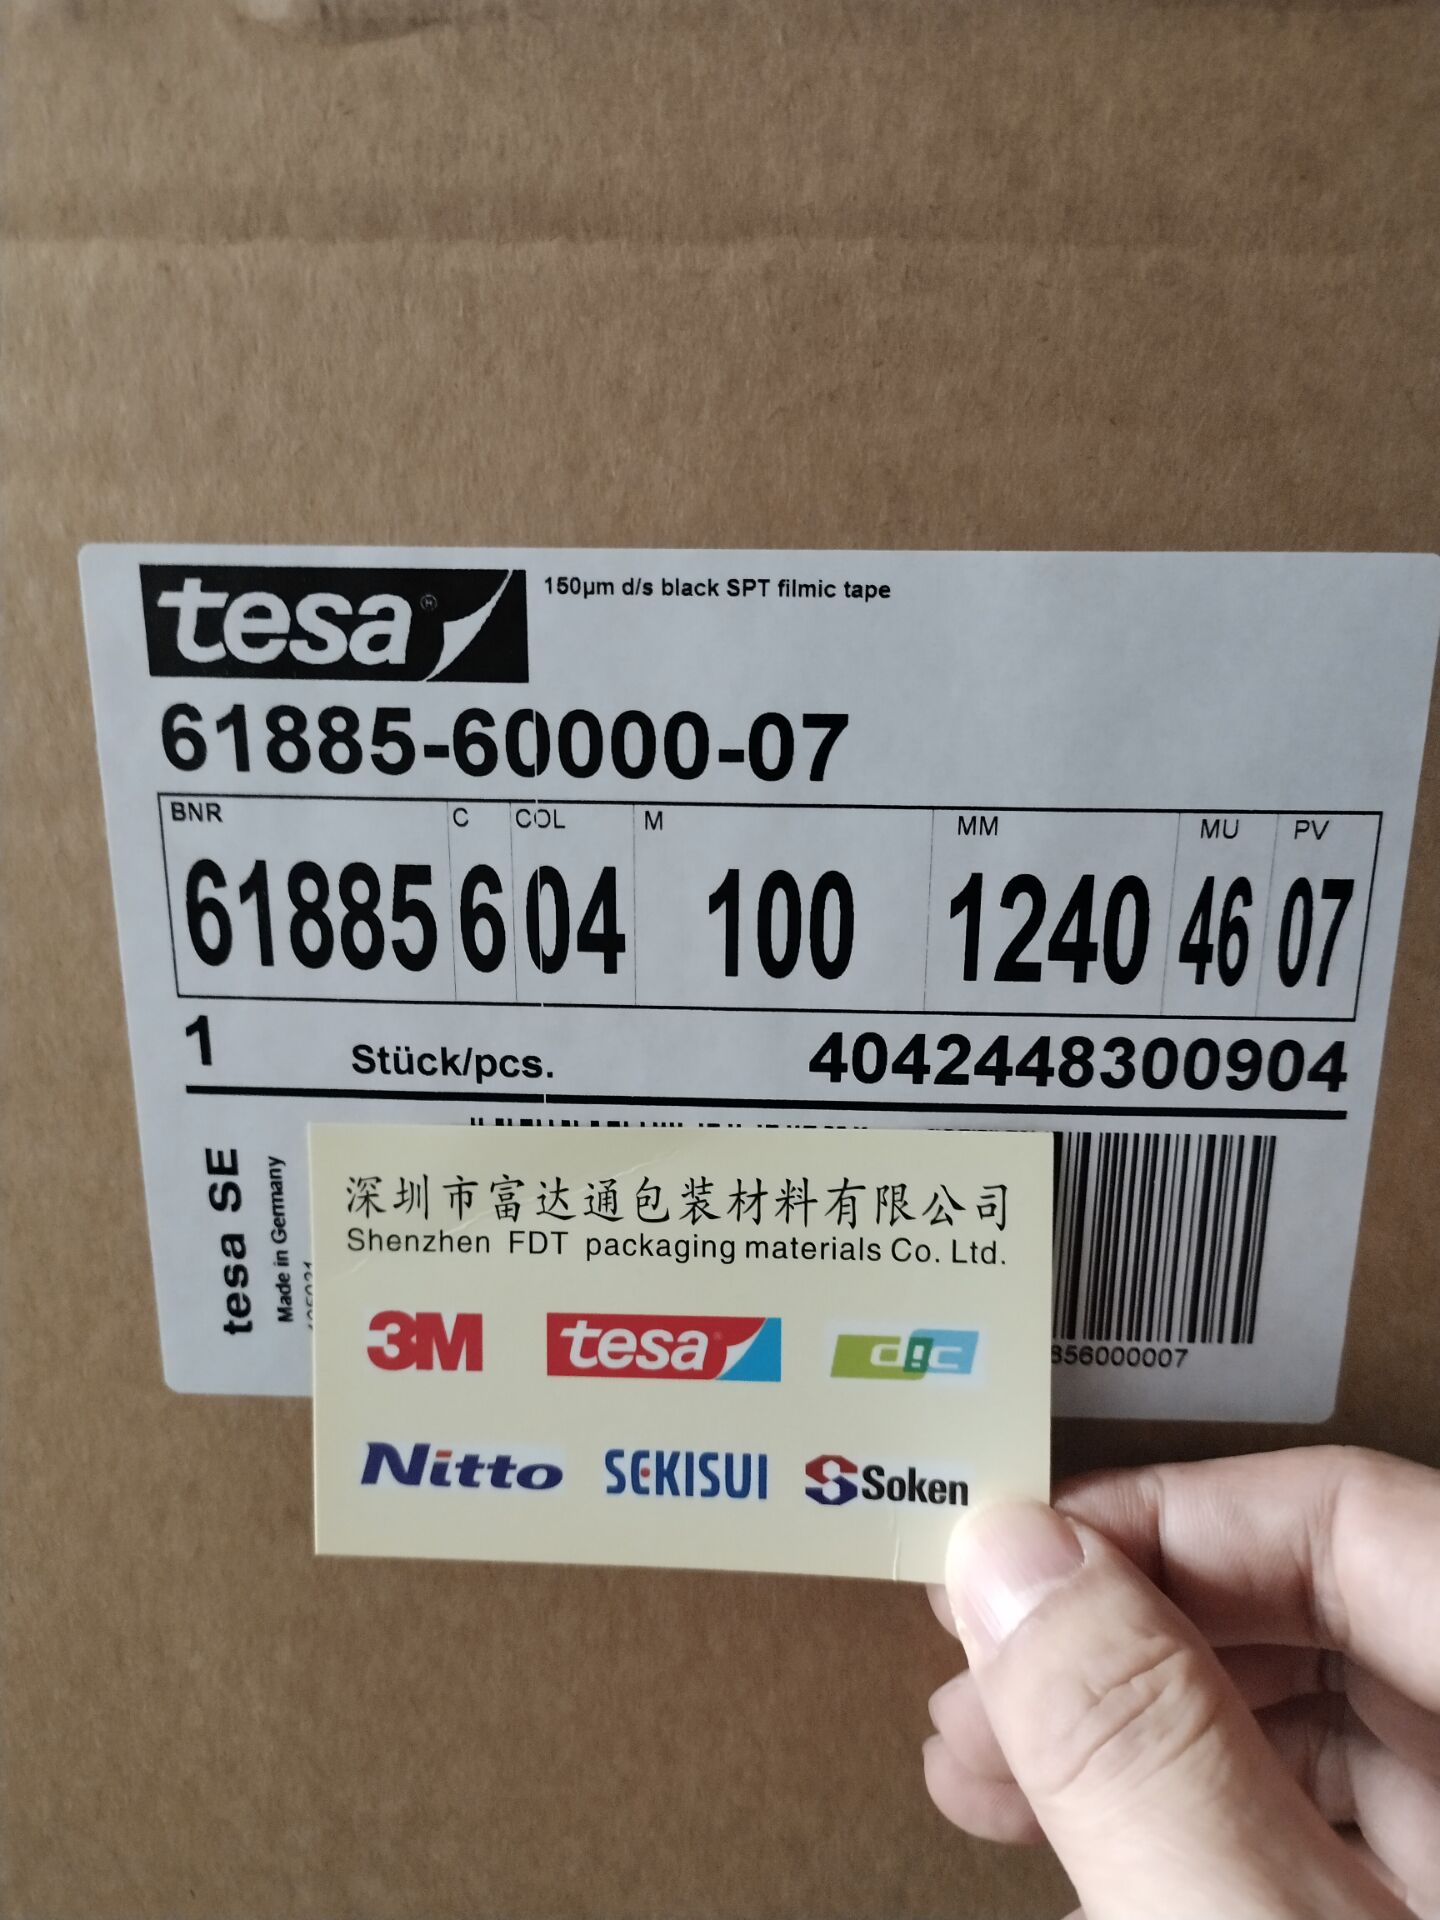 tesa®
150µm d/s black SPT filmic tape
61885-60000-07
BNR C COL M MM MU PV
61885 6 04 100 1240 46 07
1 Stück/pcs. 4042448300904
tesa SE
Made in Germany
深圳市富达通包装材料有限公司
Shenzhen FDT packaging materials Co. Ltd.
3M tesa dic
Nitto SEKISUI Soken
856000007